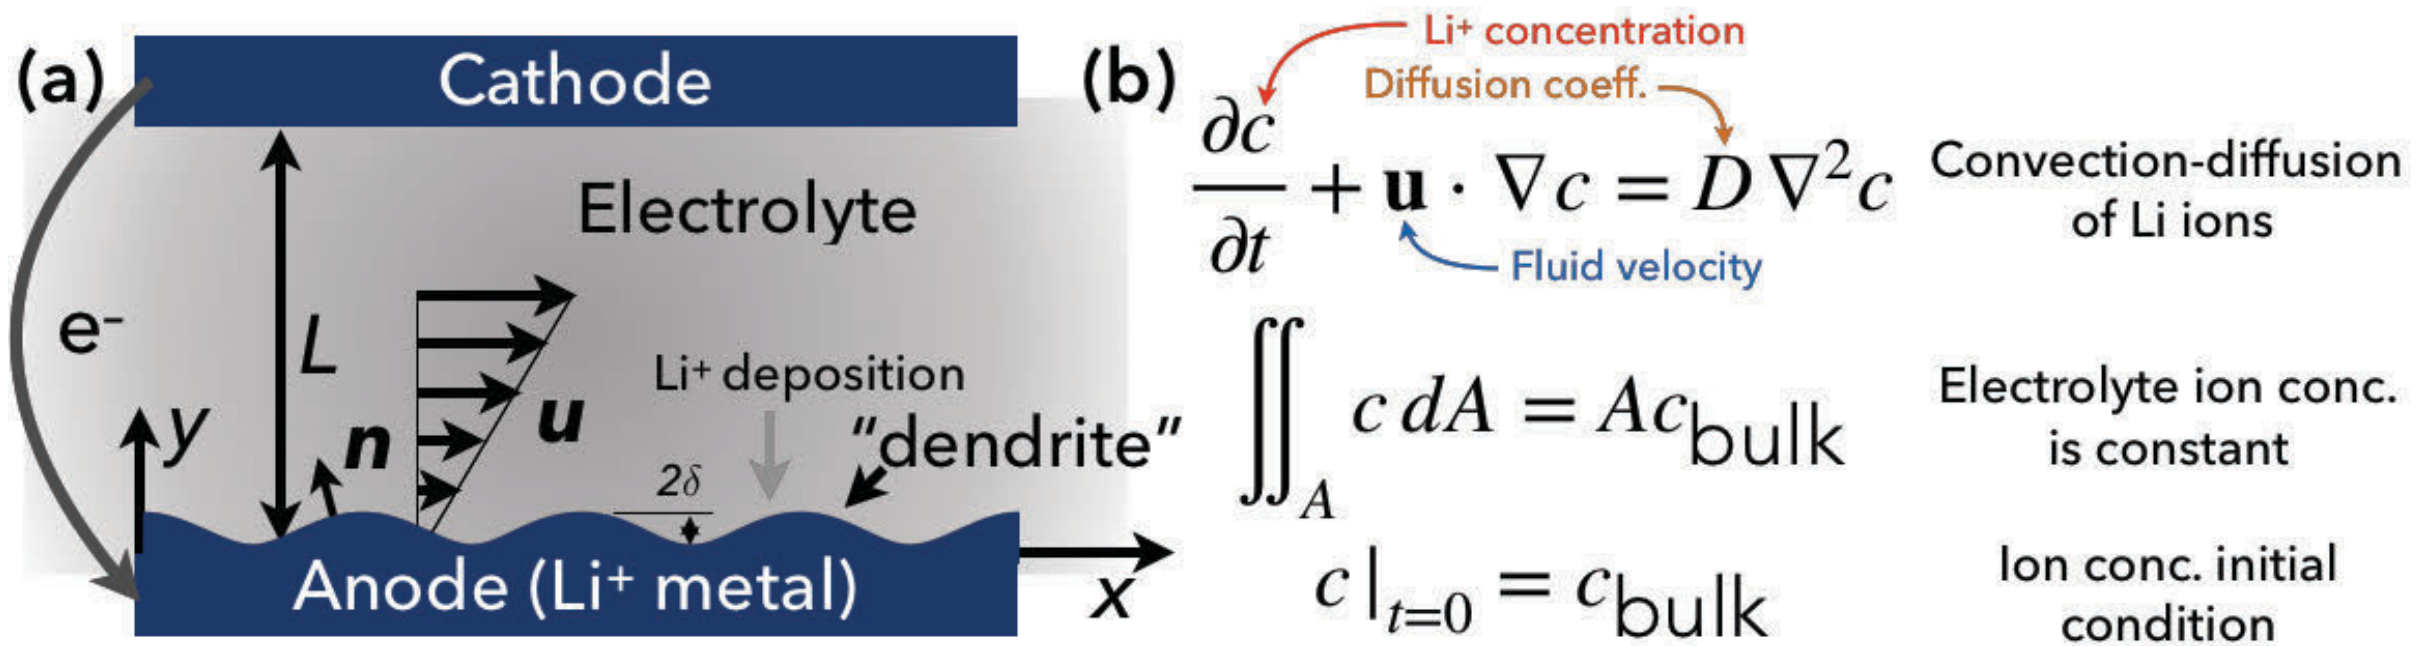 (a)
Cathode
Electrolyte
e⁻
L
y
n
u
Li⁺ deposition
2δ
"dendrite"
Anode (Li⁺ metal)
x
(b)
Li⁺ concentration
Diffusion coeff.
∂c/∂t + u · ∇c = D ∇²c
Fluid velocity
Convection-diffusion
of Li ions
∬_A c dA = Ac_bulk
Electrolyte ion conc.
is constant
c|_{t=0} = c_bulk
Ion conc. initial
condition